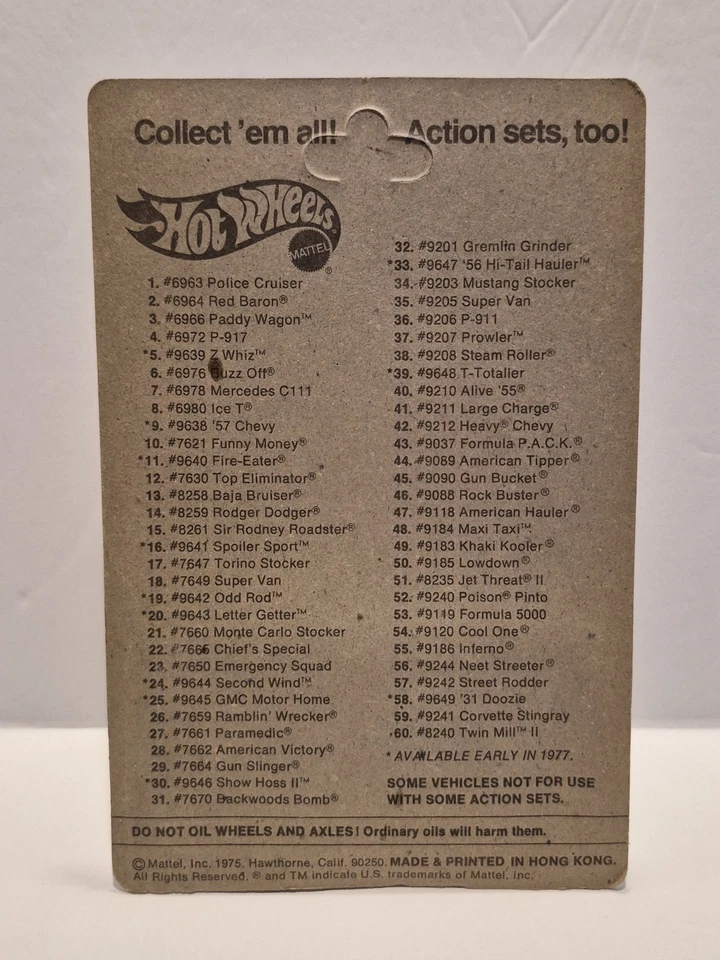 Collect 'em all! Action sets, too!
Hot Wheels
MATTEL
®
1. #6963 Police Cruiser
2. #6964 Red Baron®
3. #6966 Paddy Wagon™
4. #6972 P-917
*5. #9639 Z Whiz™
6. #6976 Buzz Off®
7. #6978 Mercedes C111
8. #6980 Ice T®
*9. #9638 '57 Chevy
10. #7621 Funny Money®
*11. #9640 Fire-Eater®
12. #7630 Top Eliminator®
13. #8258 Baja Bruiser®
14. #8259 Rodger Dodger®
15. #8261 Sir Rodney Roadster®
*16. #9641 Spoiler Sport™
17. #7647 Torino Stocker
18. #7649 Super Van
*19. #9642 Odd Rod™
*20. #9643 Letter Getter™
21. #7660 Monte Carlo Stocker
22. #7665 Chief's Special
23. #7650 Emergency Squad
*24. #9644 Second Wind™
*25. #9645 GMC Motor Home
26. #7659 Ramblin' Wrecker®
27. #7661 Paramedic®
28. #7662 American Victory®
29. #7664 Gun Slinger®
*30. #9646 Show Hoss II™
31. #7670 Backwoods Bomb®
32. #9201 Gremlin Grinder
*33. #9647 '56 Hi-Tail Hauler™
34. #9203 Mustang Stocker
35. #9205 Super Van
36. #9206 P-911
37. #9207 Prowler™
38. #9208 Steam Roller®
*39. #9648 T-Totaller
40. #9210 Alive '55®
41. #9211 Large Charge®
42. #9212 Heavy® Chevy
43. #9037 Formula P.A.C.K.®
44. #9089 American Tipper®
45. #9090 Gun Bucket®
46. #9088 Rock Buster®
47. #9118 American Hauler®
48. #9184 Maxi Taxi™
49. #9183 Khaki Kooler®
50. #9185 Lowdown®
51. #8235 Jet Threat® II
52. #9240 Poison® Pinto
53. #9119 Formula 5000
54. #9120 Cool One®
55. #9186 Inferno®
56. #9244 Neet Streeter®
57. #9242 Street Rodder
*58. #9649 '31 Doozie
59. #9241 Corvette Stingray
60. #8240 Twin Mill™ II
* AVAILABLE EARLY IN 1977.
SOME VEHICLES NOT FOR USE
WITH SOME ACTION SETS.
DO NOT OIL WHEELS AND AXLES! Ordinary oils will harm them.
© Mattel, Inc. 1975. Hawthorne, Calif. 90250. MADE & PRINTED IN HONG KONG.
All Rights Reserved. ® and TM indicate U.S. trademarks of Mattel, Inc.